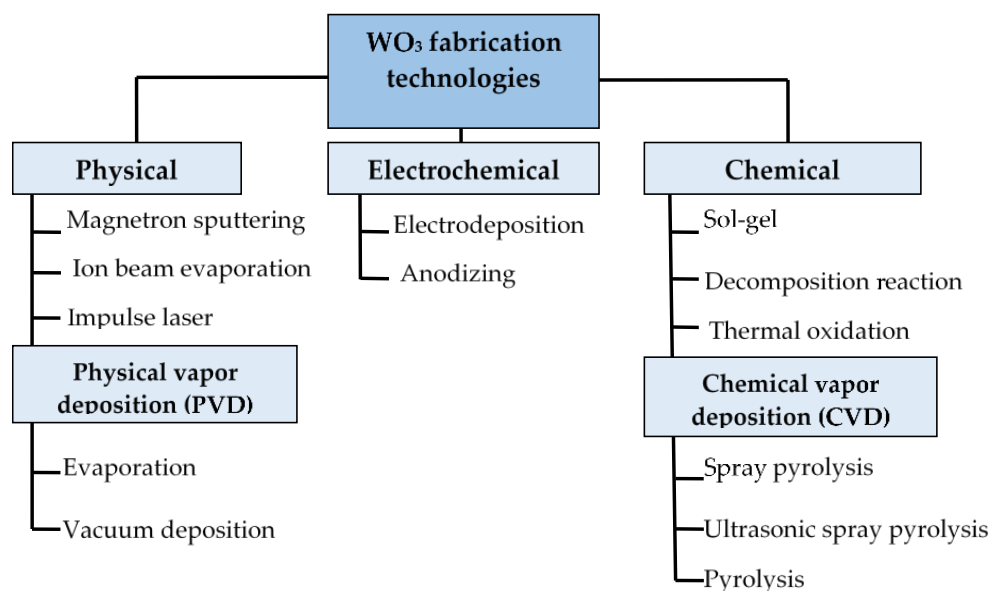 WO₃ fabrication
technologies
Physical
Electrochemical
Chemical
Magnetron sputtering
Ion beam evaporation
Impulse laser
Physical vapor
deposition (PVD)
Evaporation
Vacuum deposition
Electrodeposition
Anodizing
Sol-gel
Decomposition reaction
Thermal oxidation
Chemical vapor
deposition (CVD)
Spray pyrolysis
Ultrasonic spray pyrolysis
Pyrolysis